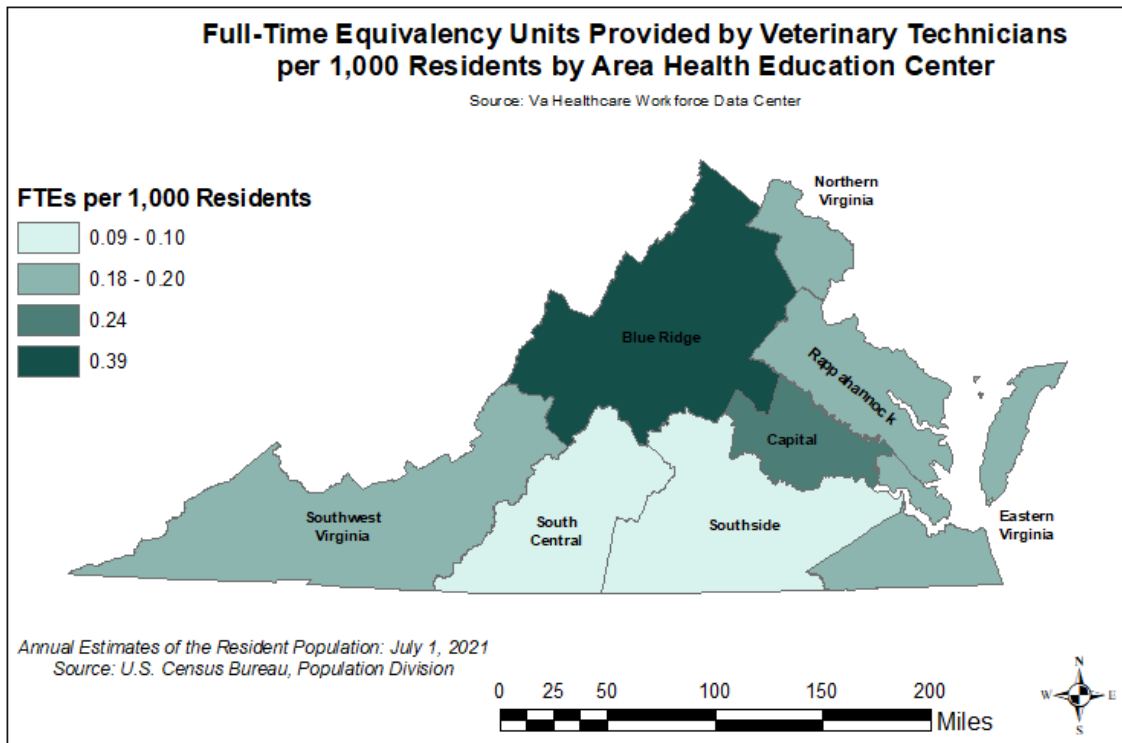 Full-Time Equivalency Units Provided by Veterinary Technicians
per 1,000 Residents by Area Health Education Center
Source: Va Healthcare Workforce Data Center
FTEs per 1,000 Residents
0.09 - 0.10
0.18 - 0.20
0.24
0.39
Northern
Virginia
Blue Ridge
Rappahannock
Capital
Southwest
Virginia
South
Central
Southside
Eastern
Virginia
Annual Estimates of the Resident Population: July 1, 2021
Source: U.S. Census Bureau, Population Division
0 25 50 100 150 200
Miles
N
W E
S